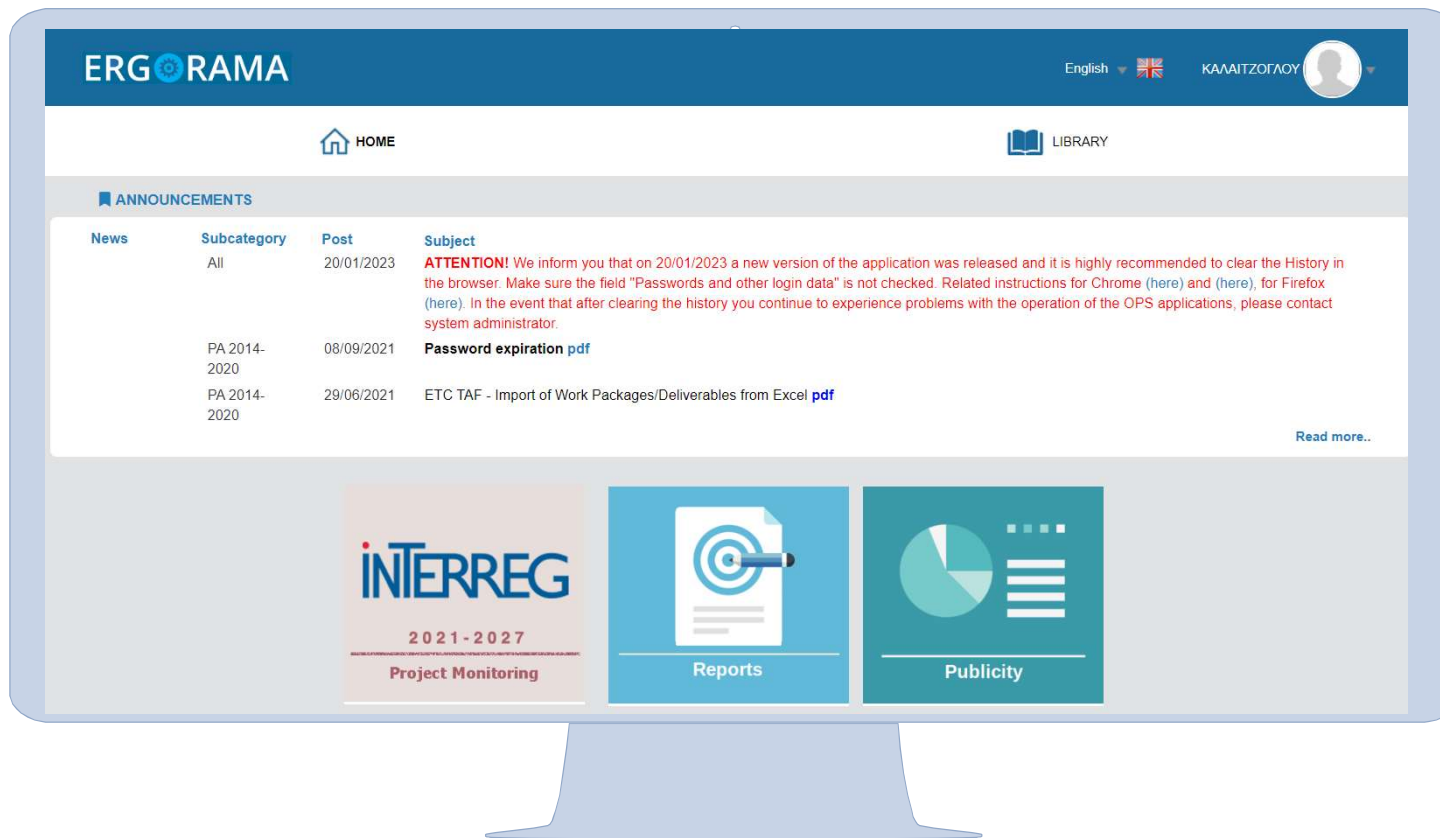 ERGORAMA
English
ΚΑΛΑΙΤΖΟΓΛΟΥ
HOME
LIBRARY
ANNOUNCEMENTS
News Subcategory Post Subject
All 20/01/2023 ATTENTION! We inform you that on 20/01/2023 a new version of the application was released and it is highly recommended to clear the History in
the browser. Make sure the field "Passwords and other login data" is not checked. Related instructions for Chrome (here) and (here), for Firefox
(here). In the event that after clearing the history you continue to experience problems with the operation of the OPS applications, please contact
system administrator.
PA 2014- 08/09/2021 Password expiration pdf
2020
PA 2014- 29/06/2021 ETC TAF - Import of Work Packages/Deliverables from Excel pdf
2020
Read more..
iNTERREG
2021-2027
Project Monitoring
Reports
Publicity